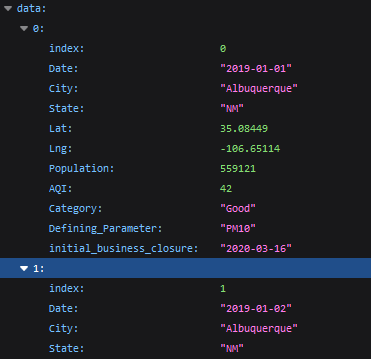 data:
0:
index: 0
Date: "2019-01-01"
City: "Albuquerque"
State: "NM"
Lat: 35.08449
Lng: -106.65114
Population: 559121
AQI: 42
Category: "Good"
Defining_Parameter: "PM10"
initial_business_closure: "2020-03-16"
1:
index: 1
Date: "2019-01-02"
City: "Albuquerque"
State: "NM"